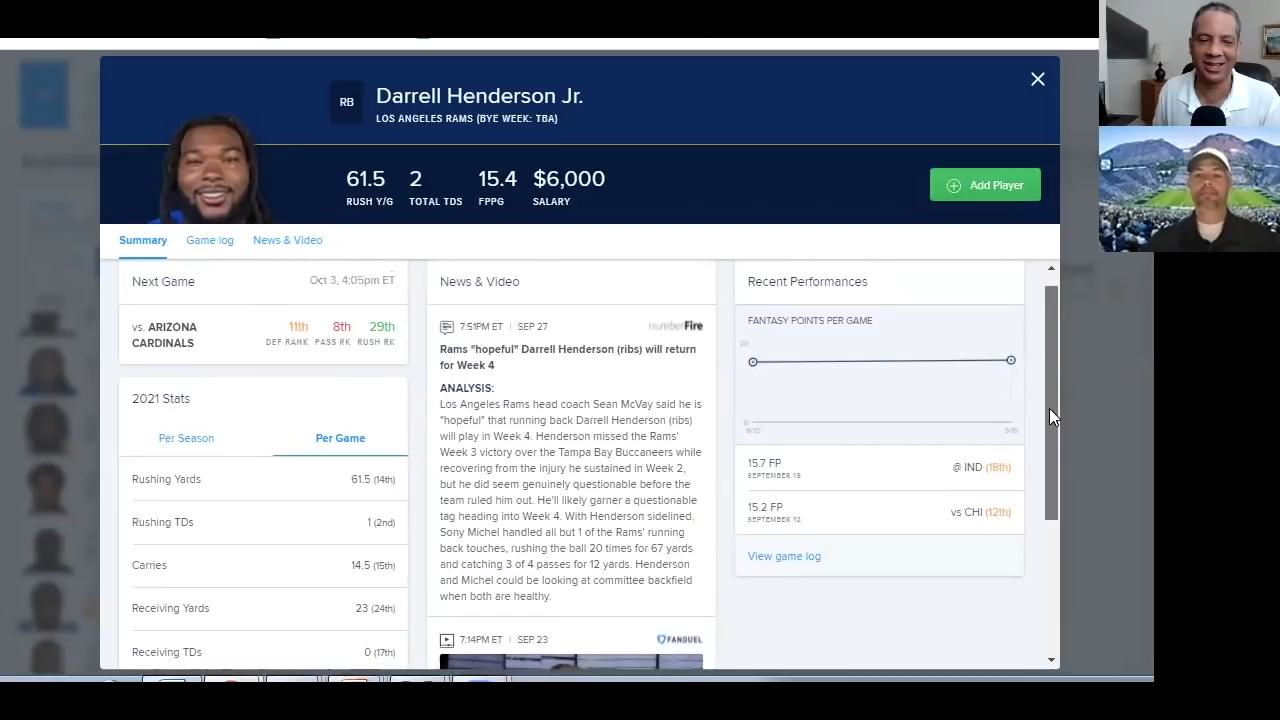 RB
Darrell Henderson Jr.
LOS ANGELES RAMS (BYE WEEK: TBA)
61.5
RUSH Y/G
2
TOTAL TDS
15.4
FPPG
$6,000
SALARY
Add Player
Summary
Game log
News & Video
Next Game
Oct 3, 4:05pm ET
vs. ARIZONA
CARDINALS
11th
DEF RANK
8th
PASS RK
29th
RUSH RK
2021 Stats
Per Season
Per Game
Rushing Yards
61.5 (14th)
Rushing TDs
1 (2nd)
Carries
14.5 (15th)
Receiving Yards
23 (24th)
Receiving TDs
0 (17th)
News & Video
7:51PM ET | SEP 27
numberFire
Rams "hopeful" Darrell Henderson (ribs) will return
for Week 4
ANALYSIS:
Los Angeles Rams head coach Sean McVay said he is
"hopeful" that running back Darrell Henderson (ribs)
will play in Week 4. Henderson missed the Rams'
Week 3 victory over the Tampa Bay Buccaneers while
recovering from the injury he sustained in Week 2,
but he did seem genuinely questionable before the
team ruled him out. He'll likely garner a questionable
tag heading into Week 4. With Henderson sidelined,
Sony Michel handled all but 1 of the Rams' running
back touches, rushing the ball 20 times for 67 yards
and catching 3 of 4 passes for 12 yards. Henderson
and Michel could be looking at committee backfield
when both are healthy.
7:14PM ET | SEP 23
FANDUEL
Recent Performances
FANTASY POINTS PER GAME
20
0
15.7 FP
SEPTEMBER 19
@ IND (18th)
15.2 FP
SEPTEMBER 12
vs CHI (12th)
View game log